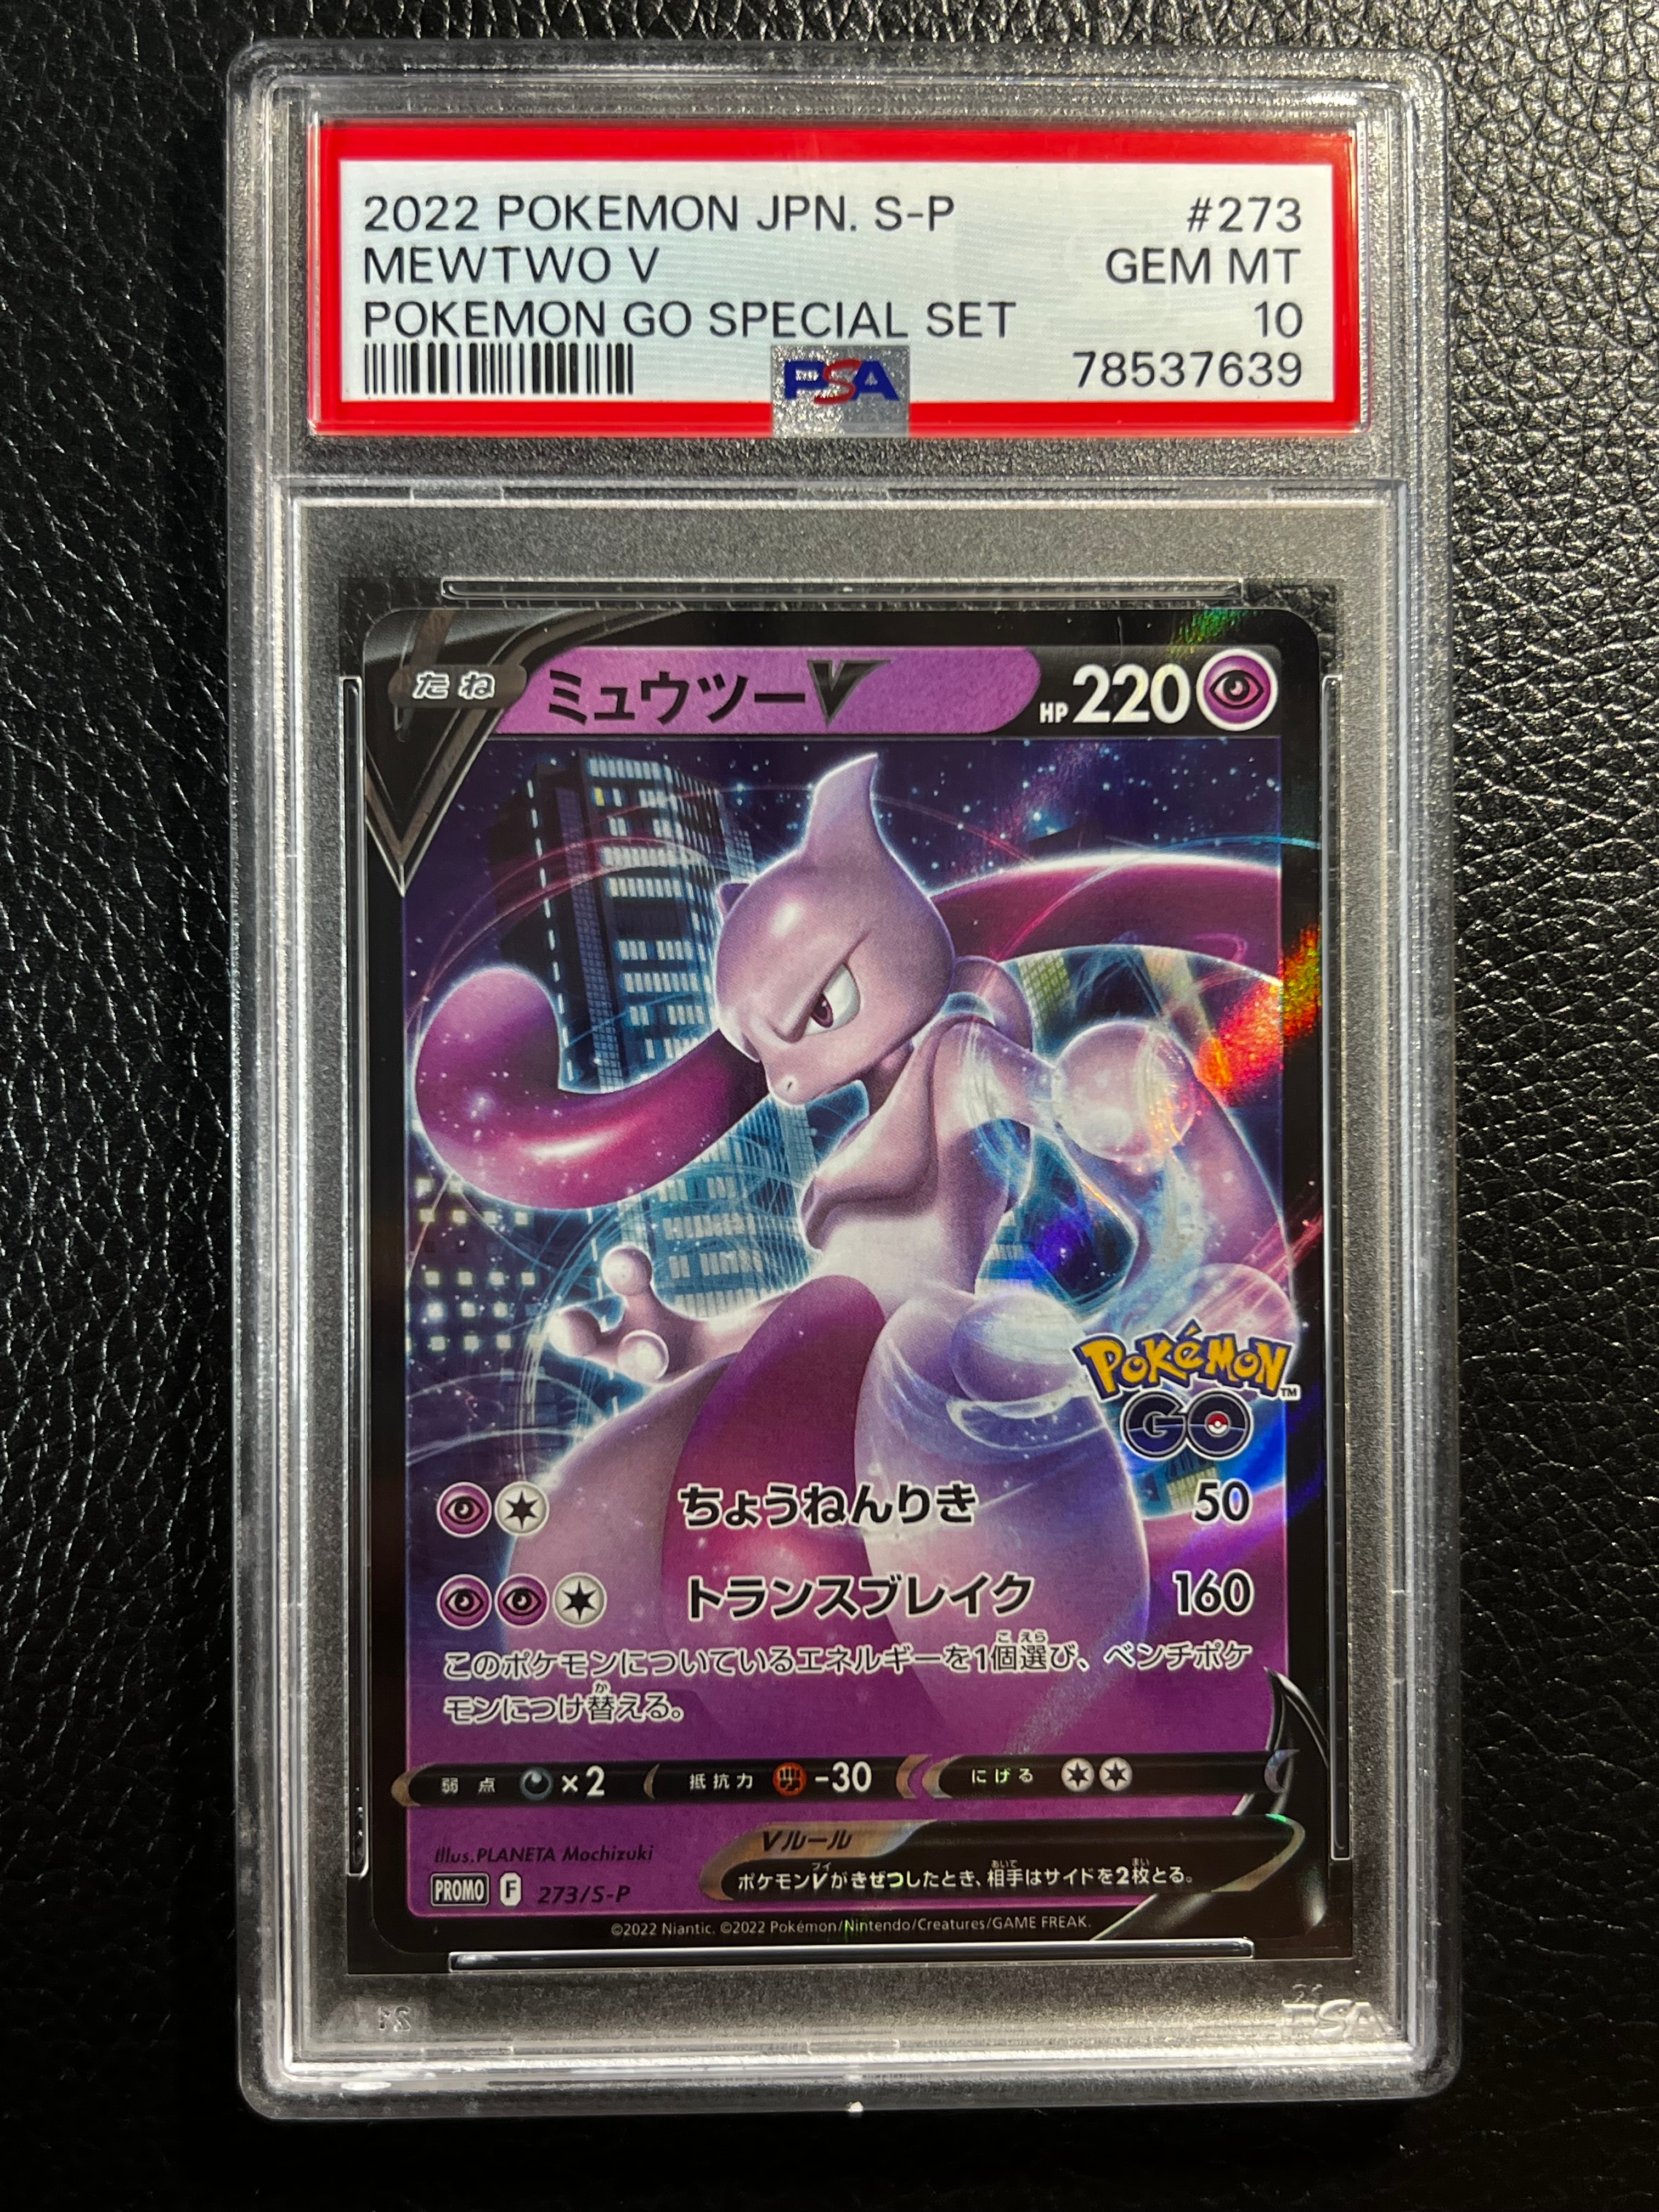 2022 POKEMON JPN. S-P #273
MEWTWO V GEM MT
POKEMON GO SPECIAL SET 10
PSA 78537639
たね ミュウツーV HP 220
POKéMON™
GO
ちょうねんりき 50
トランスブレイク 160
このポケモンについているエネルギーを1個選び、ベンチポケ
モンにつけ替える。
弱点 ×2 抵抗力 -30 にげる
Illus.PLANETA Mochizuki
Vルール
ポケモンVがきぜつしたとき、相手はサイドを2枚とる。
PROMO F 273/S-P
©2022 Niantic. ©2022 Pokémon/Nintendo/Creatures/GAME FREAK.
PSA